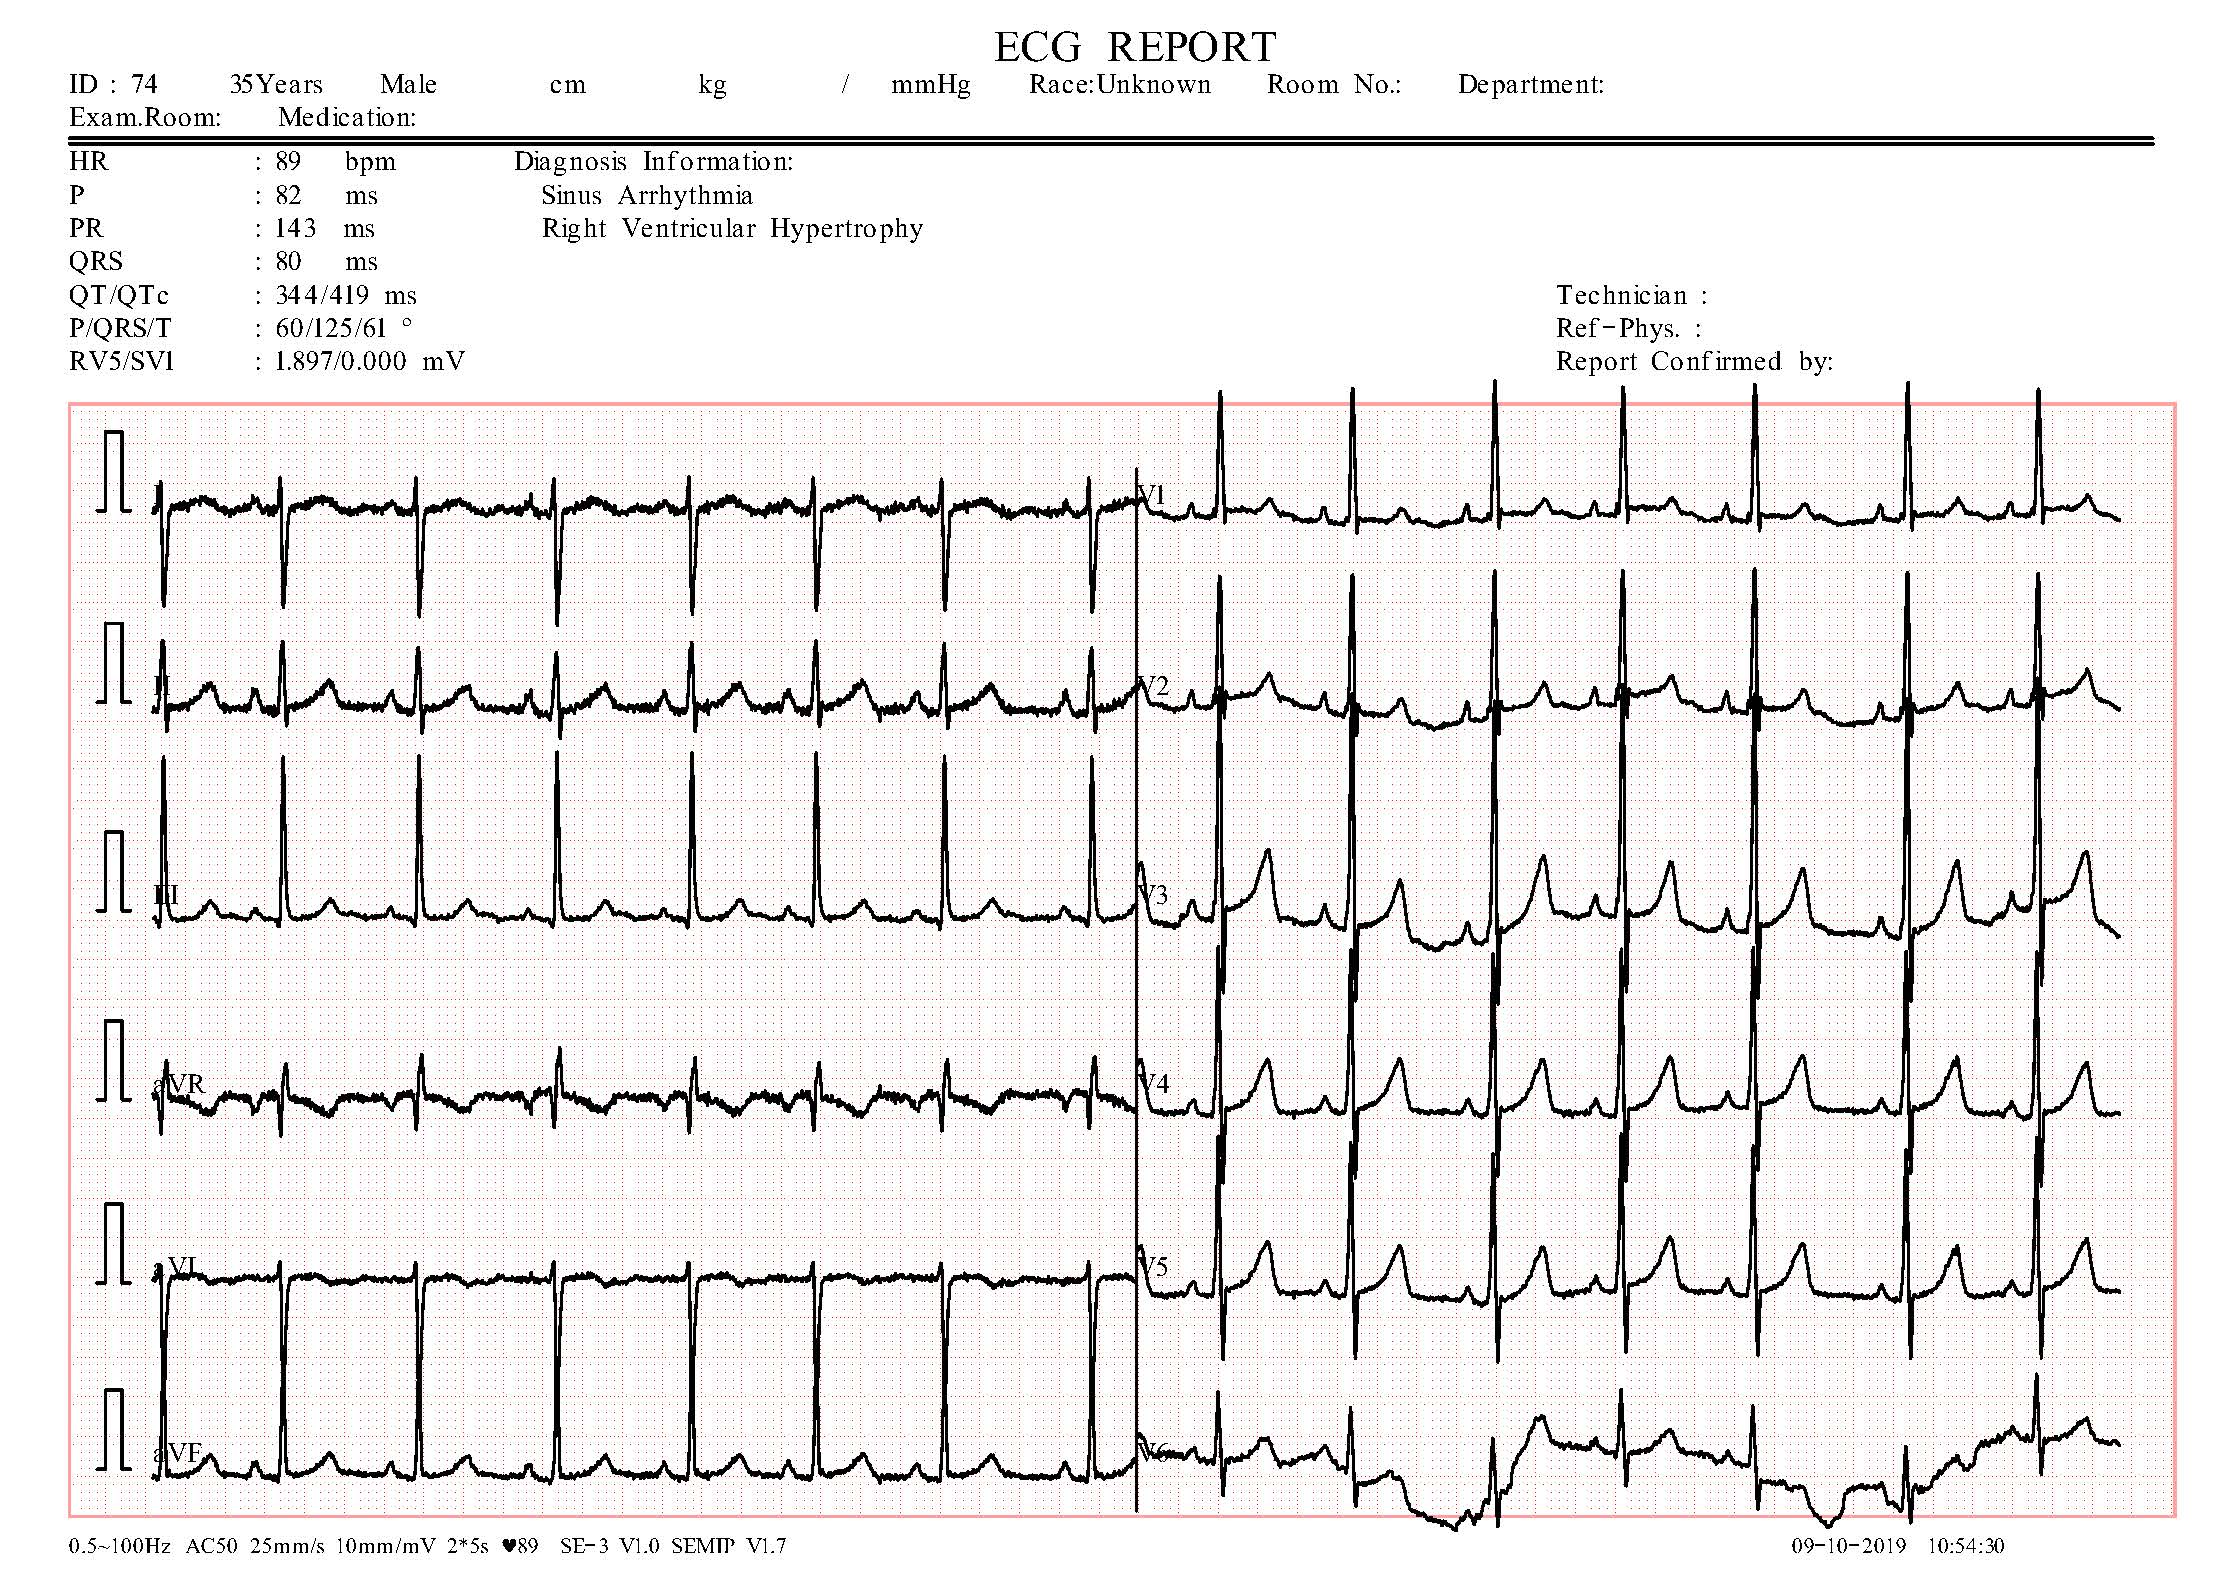 ECG REPORT
ID : 74 35Years Male cm kg / mmHg Race:Unknown Room No.: Department:
Exam.Room: Medication:
HR : 89 bpm Diagnosis Information:
P : 82 ms Sinus Arrhythmia
PR : 143 ms Right Ventricular Hypertrophy
QRS : 80 ms
QT/QTc : 344/419 ms Technician :
P/QRS/T : 60/125/61 ° Ref-Phys. :
RV5/SV1 : 1.897/0.000 mV Report Confirmed by:
I V1
II V2
III V3
aVR V4
aVL V5
aVF V6
0.5~100Hz AC50 25mm/s 10mm/mV 2*5s ♥89 SE-3 V1.0 SEMIP V1.7 09-10-2019 10:54:30